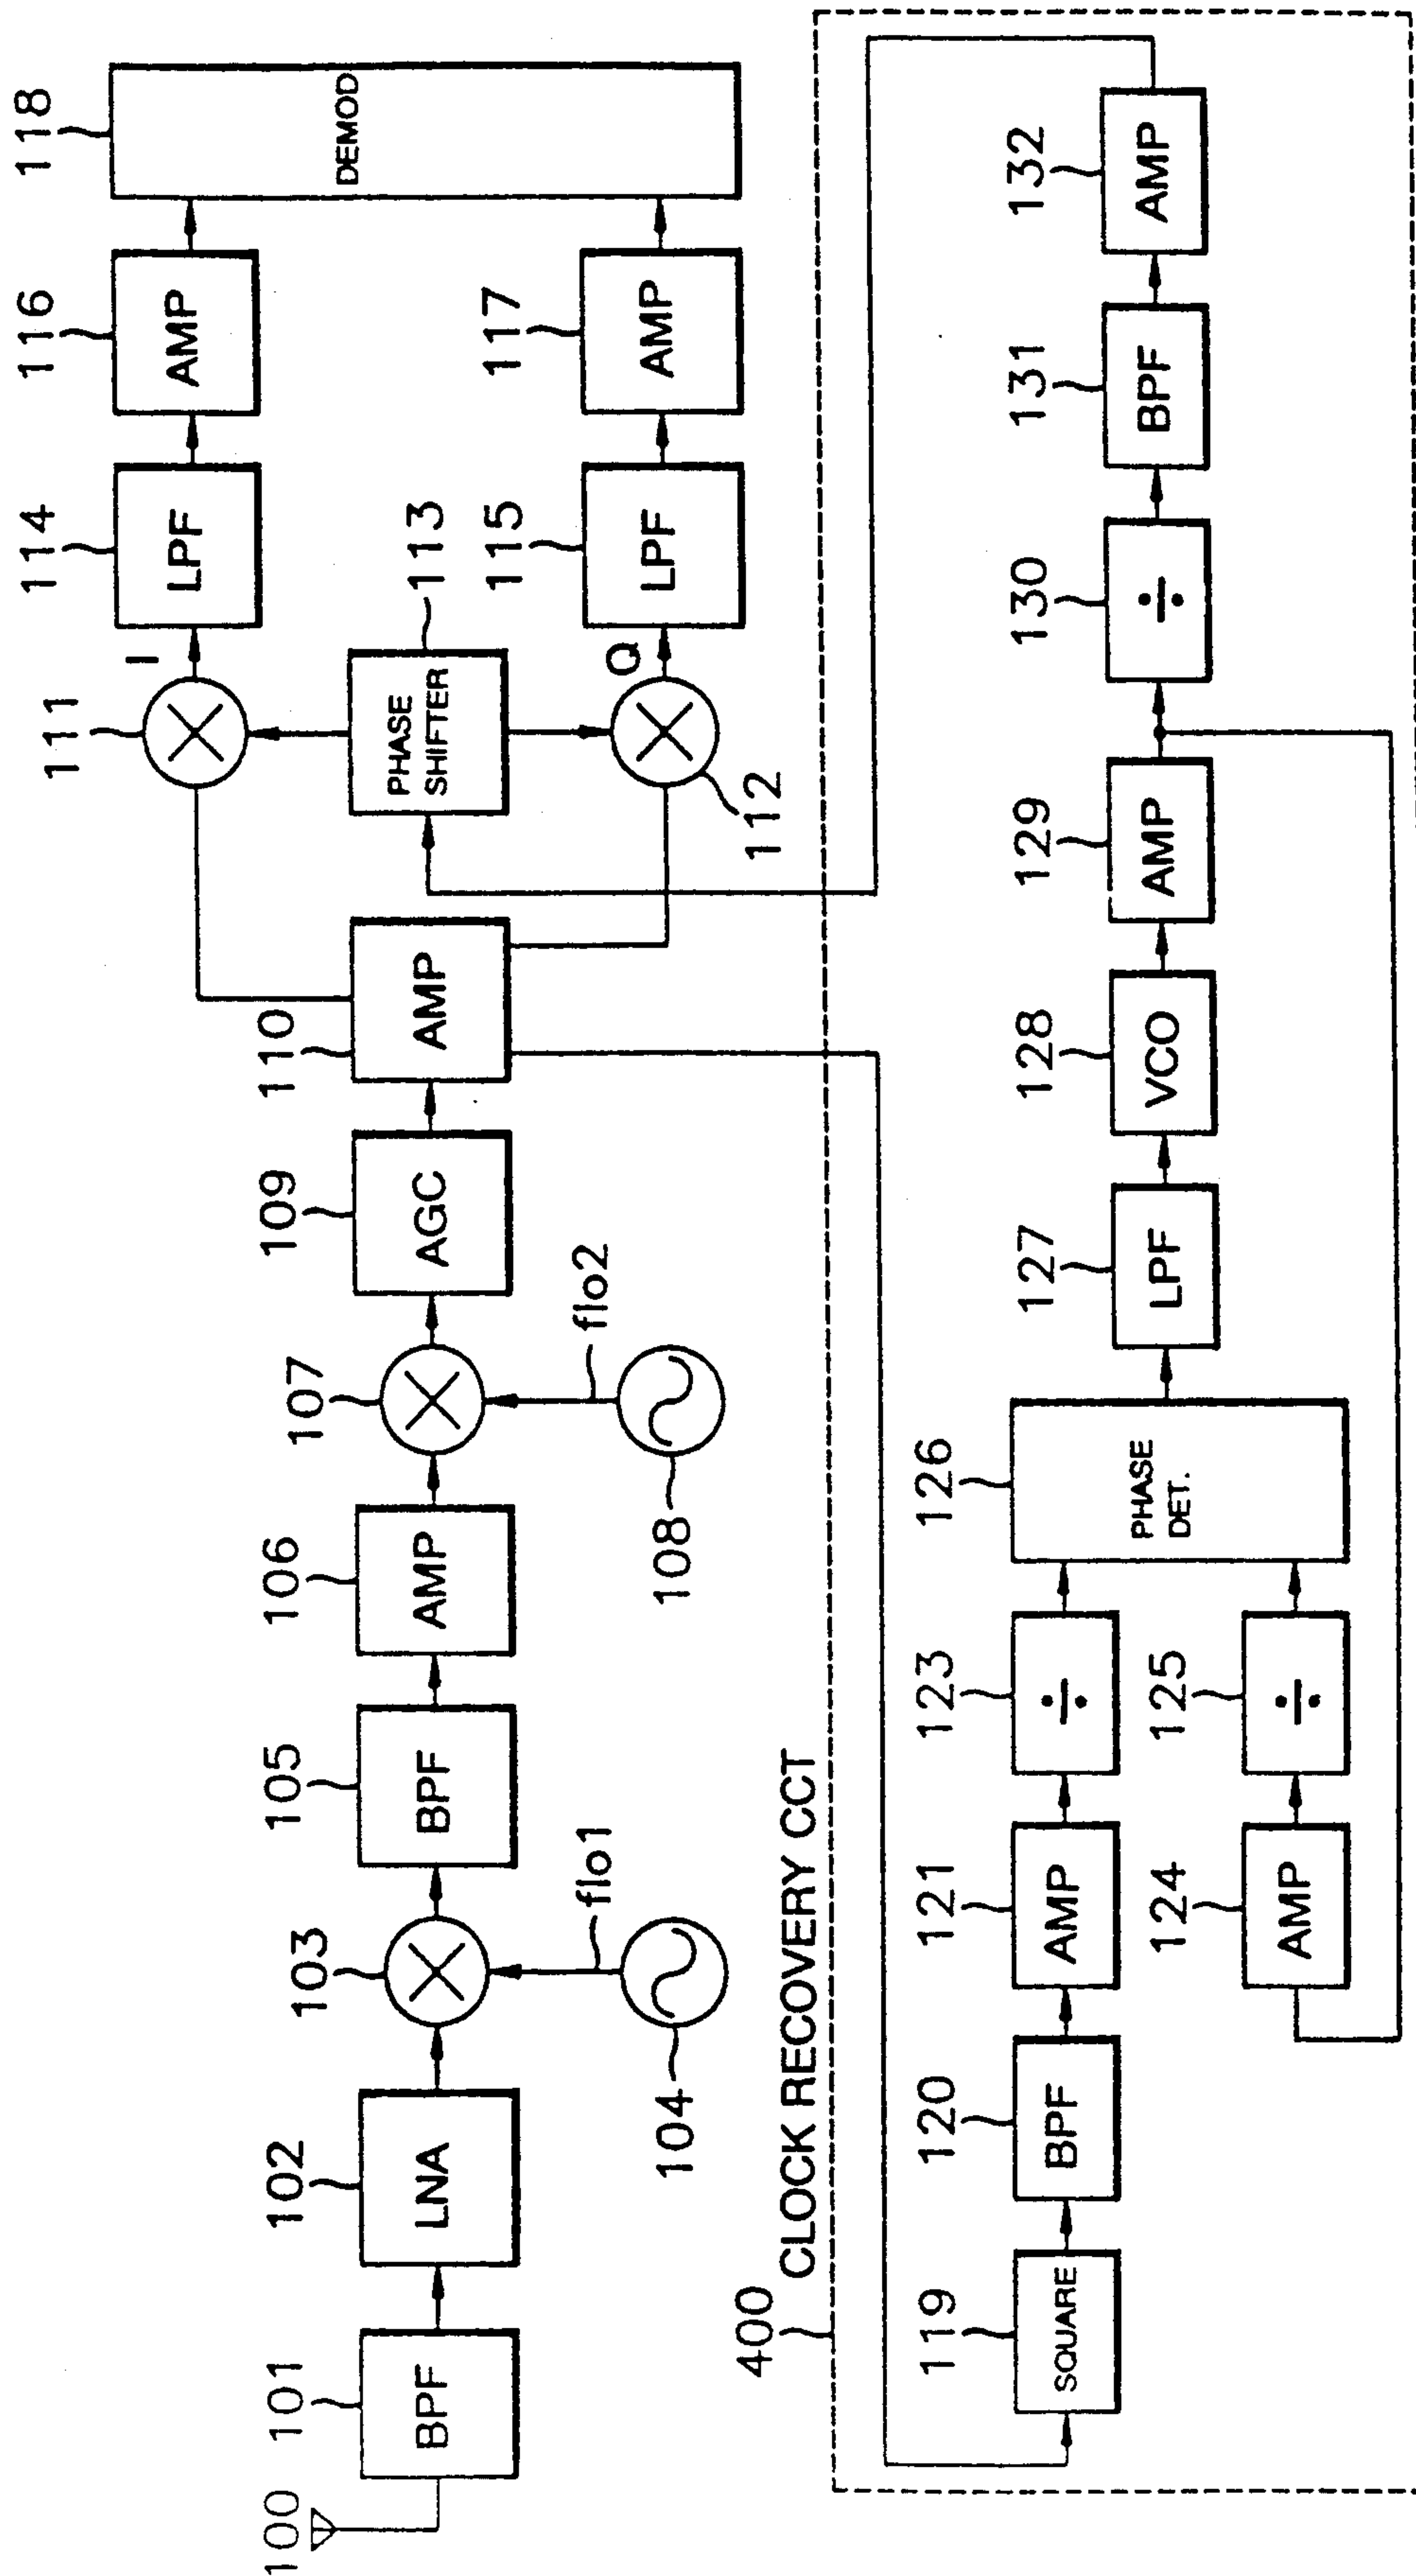 100
101
BPF
102
LNA
103
104
flo1
105
BPF
106
AMP
107
108
flo2
109
AGC
110
AMP
111
I
112
Q
113
PHASE
SHIFTER
114
LPF
115
LPF
116
AMP
117
AMP
118
DEMOD
400
CLOCK RECOVERY CCT
119
SQUARE
120
BPF
121
AMP
123
÷
124
AMP
125
÷
126
PHASE
DET.
127
LPF
128
VCO
129
AMP
130
÷
131
BPF
132
AMP